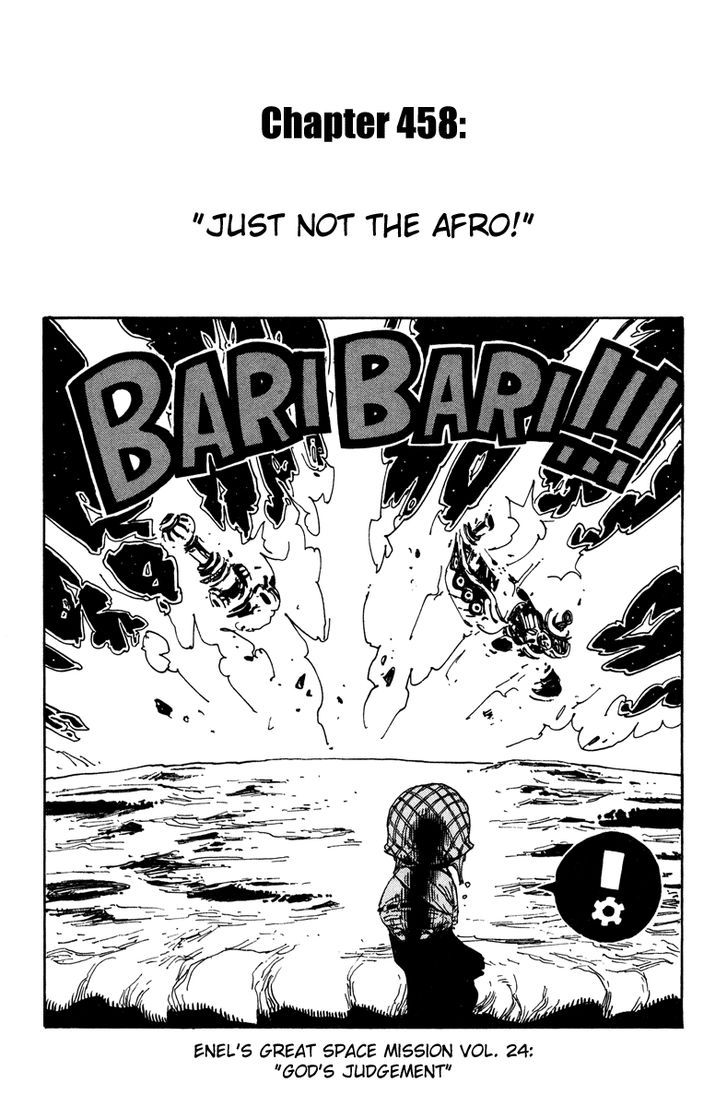 Chapter 458:
"JUST NOT THE AFRO!"
BARI BARI!!!
!
ENEL'S GREAT SPACE MISSION VOL. 24:
"GOD'S JUDGEMENT"